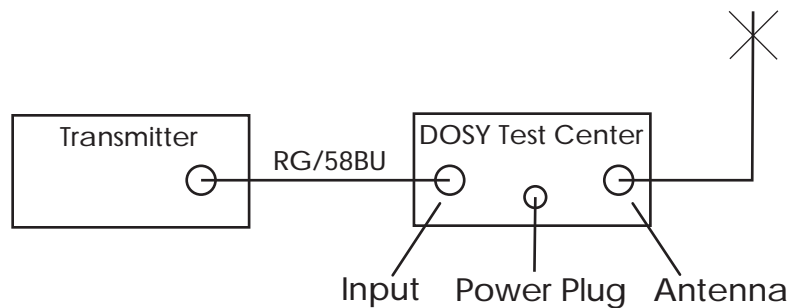 Transmitter
RG/58BU
DOSY Test Center
Input
Power Plug
Antenna